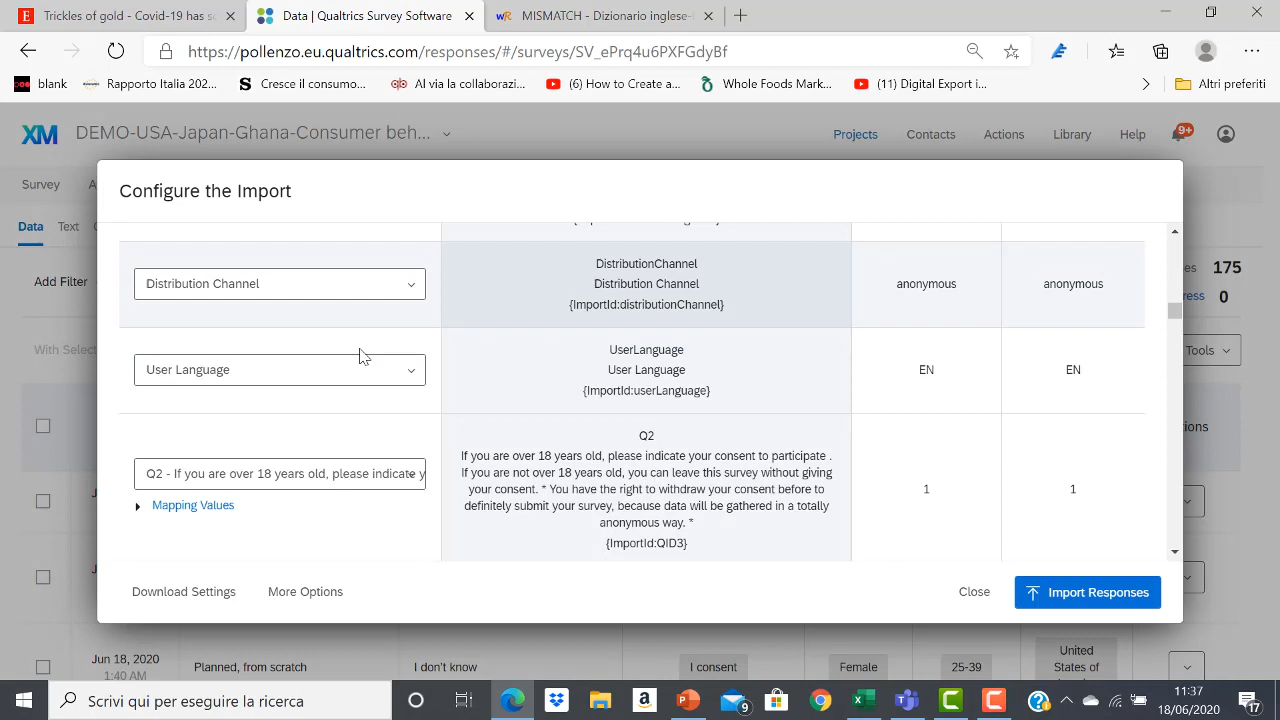 Trickles of gold - Covid-19 has s
Data | Qualtrics Survey Software
WR MISMATCH - Dizionario inglese-
https://pollenzo.eu.qualtrics.com/responses/#/surveys/SV_ePrq4u6PXFGdyBf
blank
Rapporto Italia 202...
Cresce il consumo...
Al via la collaborazi...
(6) How to Create a...
Whole Foods Mark...
(11) Digital Export i...
Altri preferiti
XM
DEMO-USA-Japan-Ghana-Consumer beh...
Projects
Contacts
Actions
Library
Help
9+
Survey
Data
Text
Add Filter
175
0
With Select
Tools
Configure the Import
Distribution Channel
DistributionChannel
Distribution Channel
{ImportId:distributionChannel}
anonymous
anonymous
User Language
UserLanguage
User Language
{ImportId:userLanguage}
EN
EN
Q2 - If you are over 18 years old, please indicate y
Mapping Values
Q2
If you are over 18 years old, please indicate your consent to participate .
If you are not over 18 years old, you can leave this survey without giving
your consent. * You have the right to withdraw your consent before to
definitely submit your survey, because data will be gathered in a totally
anonymous way. *
{ImportId:QID3}
1
1
Download Settings
More Options
Close
Import Responses
Jun 18, 2020
1:40 AM
Planned, from scratch
I don't know
I consent
Female
25-39
United
States of
Scrivi qui per eseguire la ricerca
9
11:37
18/06/2020
17